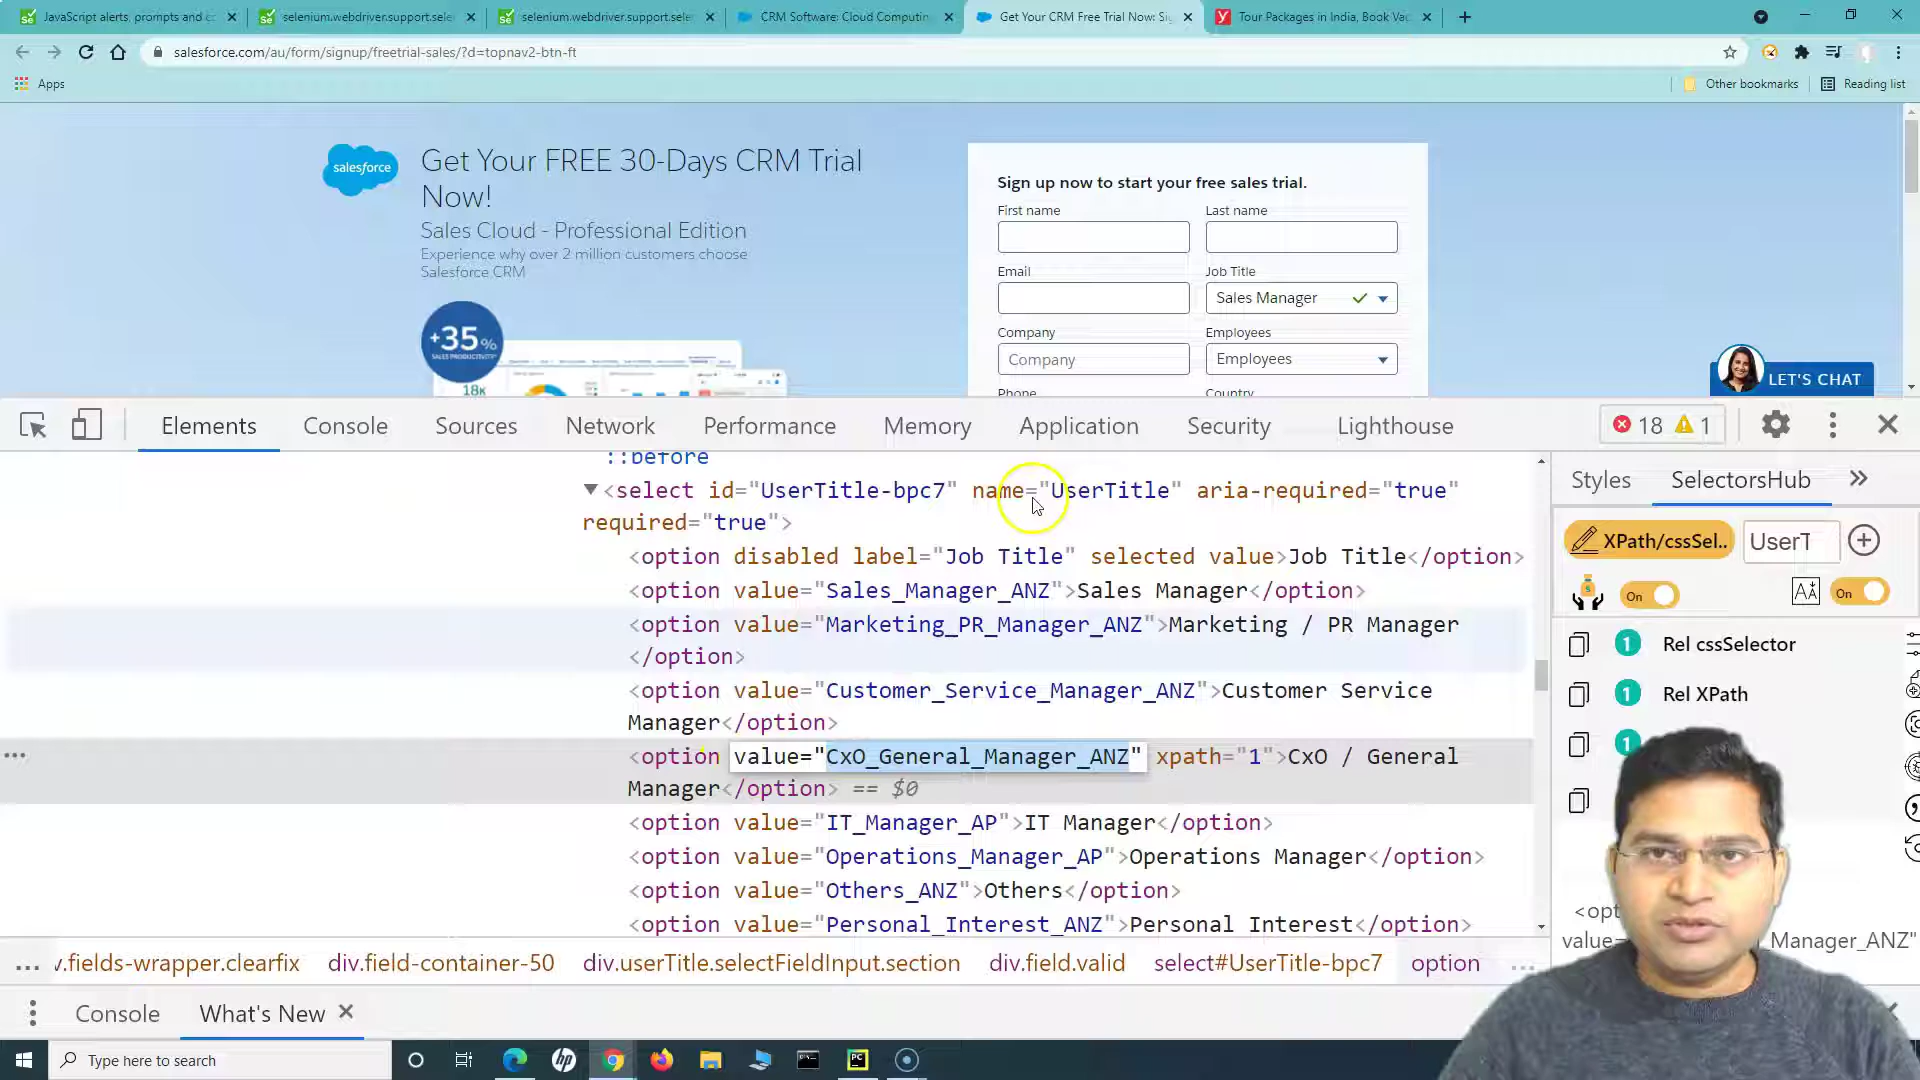 JavaScript alerts, prompts and co
selenium.webdriver.support.sele
selenium.webdriver.support.sele
CRM Software: Cloud Computin
Get Your CRM Free Trial Now: Si
Tour Packages in India, Book Vac
salesforce.com/au/form/signup/freetrial-sales/?d=topnav2-btn-ft
Apps
Other bookmarks
Reading list
salesforce
Get Your FREE 30-Days CRM Trial
Now!
Sales Cloud - Professional Edition
Experience why over 2 million customers choose
Salesforce CRM
+35%
SALES PRODUCTIVITY*
18K
Sign up now to start your free sales trial.
First name
Last name
Email
Job Title
Sales Manager
Company
Employees
Company
Employees
Phone
Country
LET'S CHAT
Elements
Console
Sources
Network
Performance
Memory
Application
Security
Lighthouse
18
1
::before
<select id="UserTitle-bpc7" name="UserTitle" aria-required="true"
required="true">
<option disabled label="Job Title" selected value>Job Title</option>
<option value="Sales_Manager_ANZ">Sales Manager</option>
<option value="Marketing_PR_Manager_ANZ">Marketing / PR Manager
</option>
<option value="Customer_Service_Manager_ANZ">Customer Service
Manager</option>
<option value="CxO_General_Manager_ANZ" xpath="1">CxO / General
Manager</option> == $0
<option value="IT_Manager_AP">IT Manager</option>
<option value="Operations_Manager_AP">Operations Manager</option>
<option value="Others_ANZ">Others</option>
<option value="Personal_Interest_ANZ">Personal Interest</option>
Styles
SelectorsHub
XPath/cssSel..
UserT
On
On
1 Rel cssSelector
1 Rel XPath
1
<opt
value=
Manager_ANZ"
... v.fields-wrapper.clearfix div.field-container-50 div.userTitle.selectFieldInput.section div.field.valid select#UserTitle-bpc7 option ...
Console
What's New
Type here to search